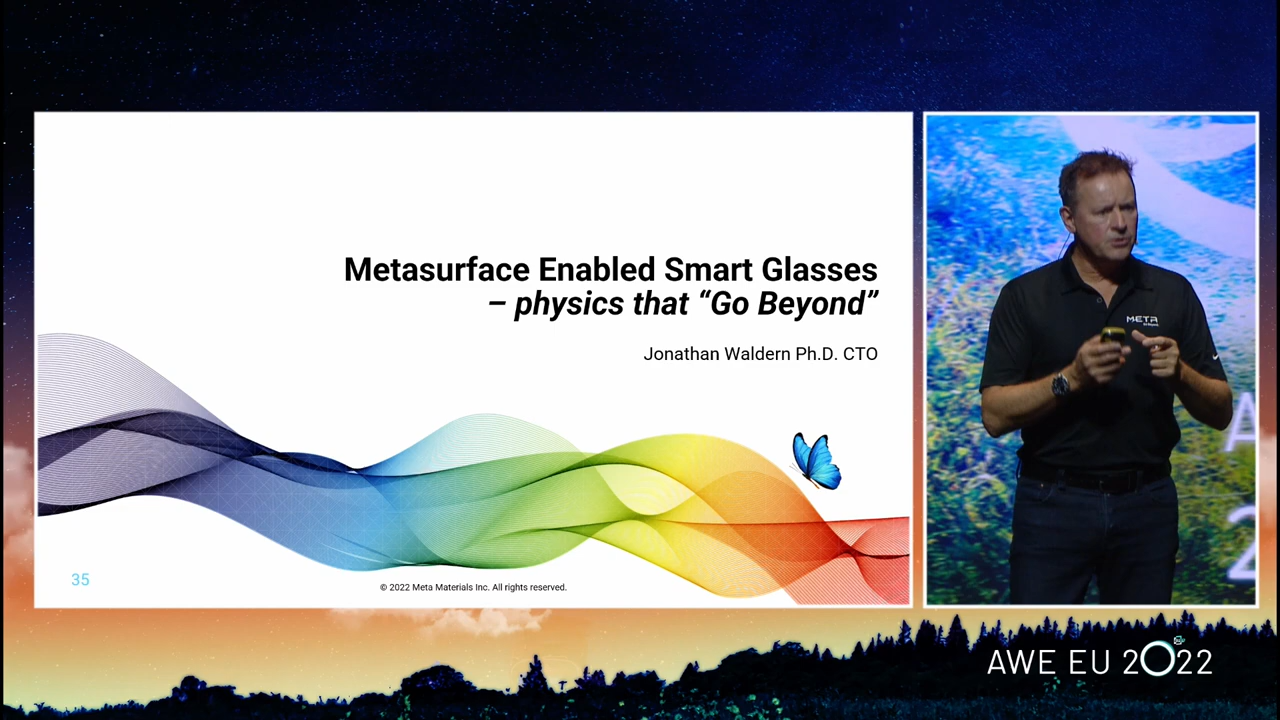 Metasurface Enabled Smart Glasses
– physics that “Go Beyond”
Jonathan Waldern Ph.D. CTO
35
© 2022 Meta Materials Inc. All rights reserved.
META
A
2
AWE EU 2022